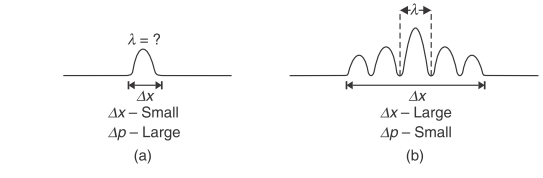 λ = ?
Δx
Δx – Small
Δp – Large
(a)
λ
Δx
Δx – Large
Δp – Small
(b)